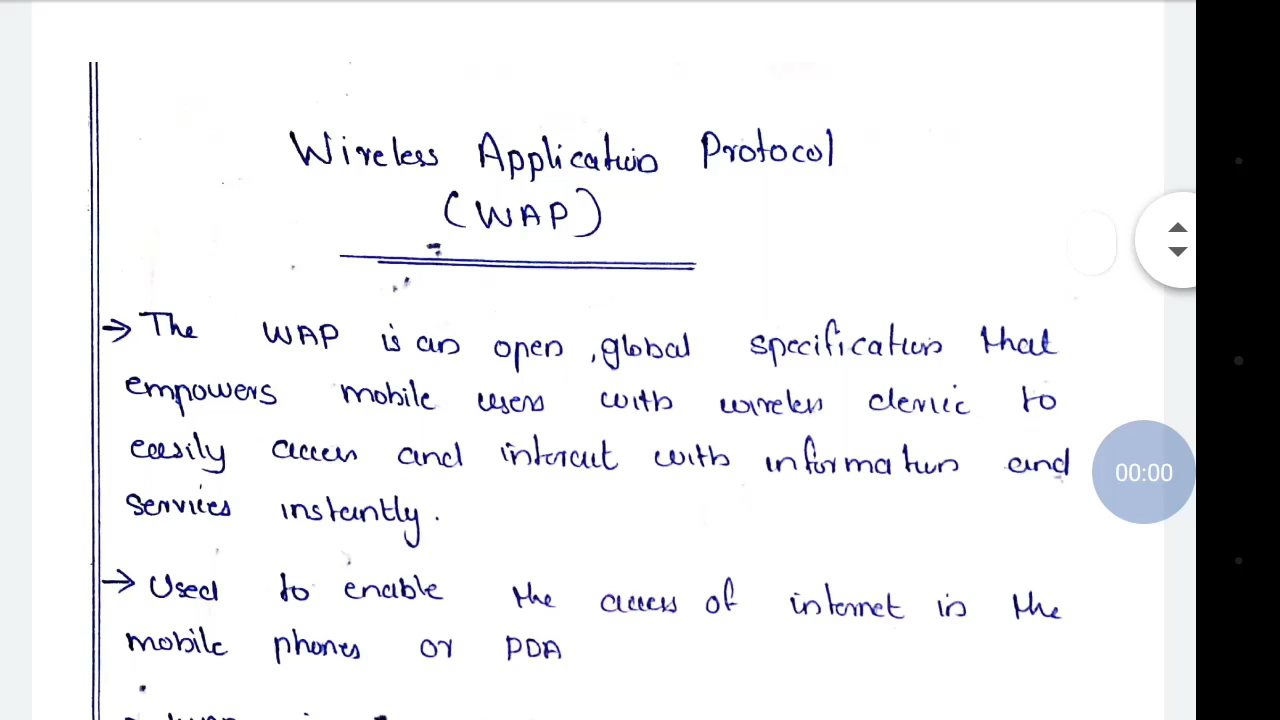 Wireless Application Protocol
(WAP)
→ The WAP is an open, global specification that
empowers mobile users with wireless device to
easily access and interact with information and
services instantly.
→ Used to enable the access of internet in the
mobile phones or PDA
00:00